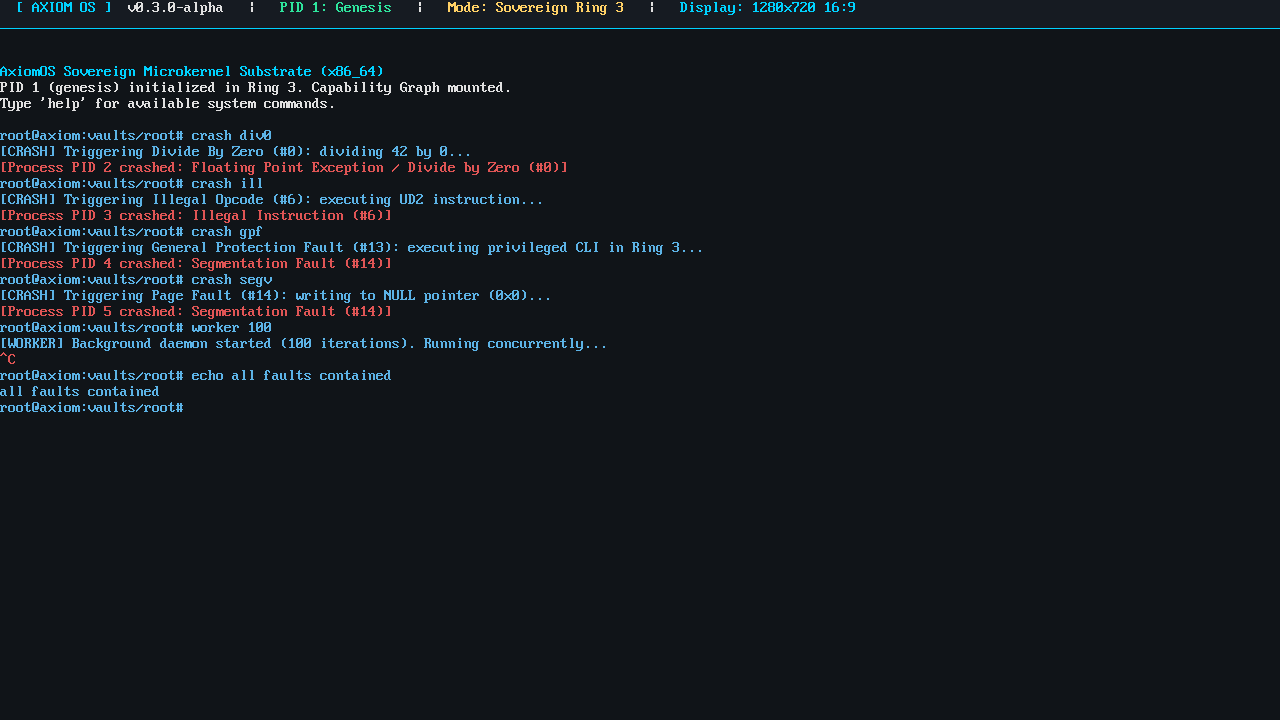 [ AXIOM OS ]  v0.3.0-alpha   ¦   PID 1: Genesis   ¦   Mode: Sovereign Ring 3   ¦   Display: 1280x720 16:9
AxiomOS Sovereign Microkernel Substrate (x86_64)
PID 1 (genesis) initialized in Ring 3. Capability Graph mounted.
Type 'help' for available system commands.
root@axiom:vaults/root# crash div0
[CRASH] Triggering Divide By Zero (#0): dividing 42 by 0...
[Process PID 2 crashed: Floating Point Exception / Divide by Zero (#0)]
root@axiom:vaults/root# crash ill
[CRASH] Triggering Illegal Opcode (#6): executing UD2 instruction...
[Process PID 3 crashed: Illegal Instruction (#6)]
root@axiom:vaults/root# crash gpf
[CRASH] Triggering General Protection Fault (#13): executing privileged CLI in Ring 3...
[Process PID 4 crashed: Segmentation Fault (#14)]
root@axiom:vaults/root# crash segv
[CRASH] Triggering Page Fault (#14): writing to NULL pointer (0x0)...
[Process PID 5 crashed: Segmentation Fault (#14)]
root@axiom:vaults/root# worker 100
[WORKER] Background daemon started (100 iterations). Running concurrently...
^C
root@axiom:vaults/root# echo all faults contained
all faults contained
root@axiom:vaults/root#